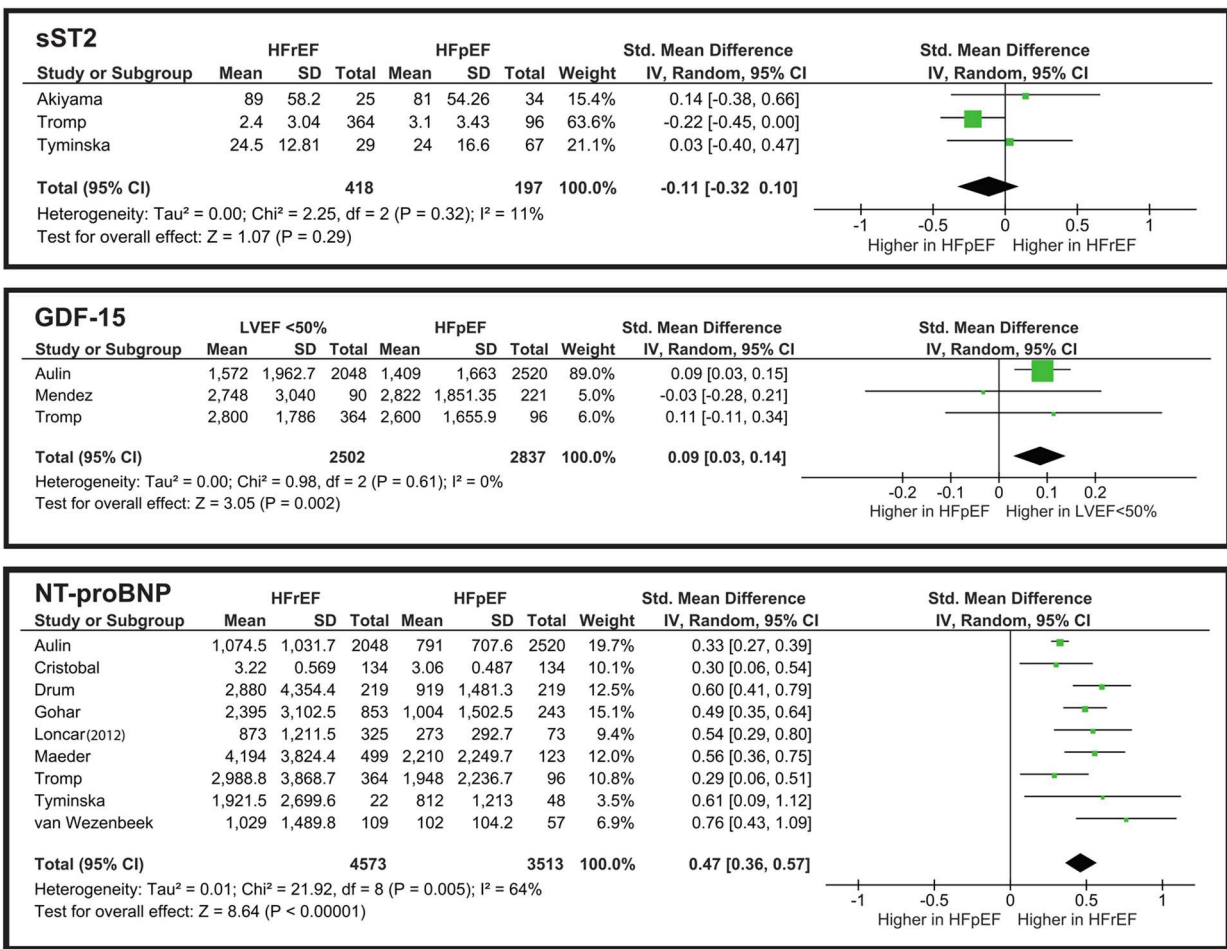 sST2
HFrEF HFpEF Std. Mean Difference Std. Mean Difference
Study or Subgroup Mean SD Total Mean SD Total Weight IV, Random, 95% CI IV, Random, 95% CI
Akiyama 89 58.2 25 81 54.26 34 15.4% 0.14 [-0.38, 0.66]
Tromp 2.4 3.04 364 3.1 3.43 96 63.6% -0.22 [-0.45, 0.00]
Tyminska 24.5 12.81 29 24 16.6 67 21.1% 0.03 [-0.40, 0.47]
Total (95% CI) 418 197 100.0% -0.11 [-0.32 0.10]
Heterogeneity: Tau² = 0.00; Chi² = 2.25, df = 2 (P = 0.32); I² = 11%
Test for overall effect: Z = 1.07 (P = 0.29)
-1 -0.5 0 0.5 1
Higher in HFpEF Higher in HFrEF
GDF-15
LVEF <50% HFpEF Std. Mean Difference Std. Mean Difference
Study or Subgroup Mean SD Total Mean SD Total Weight IV, Random, 95% CI IV, Random, 95% CI
Aulin 1,572 1,962.7 2048 1,409 1,663 2520 89.0% 0.09 [0.03, 0.15]
Mendez 2,748 3,040 90 2,822 1,851.35 221 5.0% -0.03 [-0.28, 0.21]
Tromp 2,800 1,786 364 2,600 1,655.9 96 6.0% 0.11 [-0.11, 0.34]
Total (95% CI) 2502 2837 100.0% 0.09 [0.03, 0.14]
Heterogeneity: Tau² = 0.00; Chi² = 0.98, df = 2 (P = 0.61); I² = 0%
Test for overall effect: Z = 3.05 (P = 0.002)
-0.2 -0.1 0 0.1 0.2
Higher in HFpEF Higher in LVEF<50%
NT-proBNP
HFrEF HFpEF Std. Mean Difference Std. Mean Difference
Study or Subgroup Mean SD Total Mean SD Total Weight IV, Random, 95% CI IV, Random, 95% CI
Aulin 1,074.5 1,031.7 2048 791 707.6 2520 19.7% 0.33 [0.27, 0.39]
Cristobal 3.22 0.569 134 3.06 0.487 134 10.1% 0.30 [0.06, 0.54]
Drum 2,880 4,354.4 219 919 1,481.3 219 12.5% 0.60 [0.41, 0.79]
Gohar 2,395 3,102.5 853 1,004 1,502.5 243 15.1% 0.49 [0.35, 0.64]
Loncar(2012) 873 1,211.5 325 273 292.7 73 9.4% 0.54 [0.29, 0.80]
Maeder 4,194 3,824.4 499 2,210 2,249.7 123 12.0% 0.56 [0.36, 0.75]
Tromp 2,988.8 3,868.7 364 1,948 2,236.7 96 10.8% 0.29 [0.06, 0.51]
Tyminska 1,921.5 2,699.6 22 812 1,213 48 3.5% 0.61 [0.09, 1.12]
van Wezenbeek 1,029 1,489.8 109 102 104.2 57 6.9% 0.76 [0.43, 1.09]
Total (95% CI) 4573 3513 100.0% 0.47 [0.36, 0.57]
Heterogeneity: Tau² = 0.01; Chi² = 21.92, df = 8 (P = 0.005); I² = 64%
Test for overall effect: Z = 8.64 (P < 0.00001)
-1 -0.5 0 0.5 1
Higher in HFpEF Higher in HFrEF